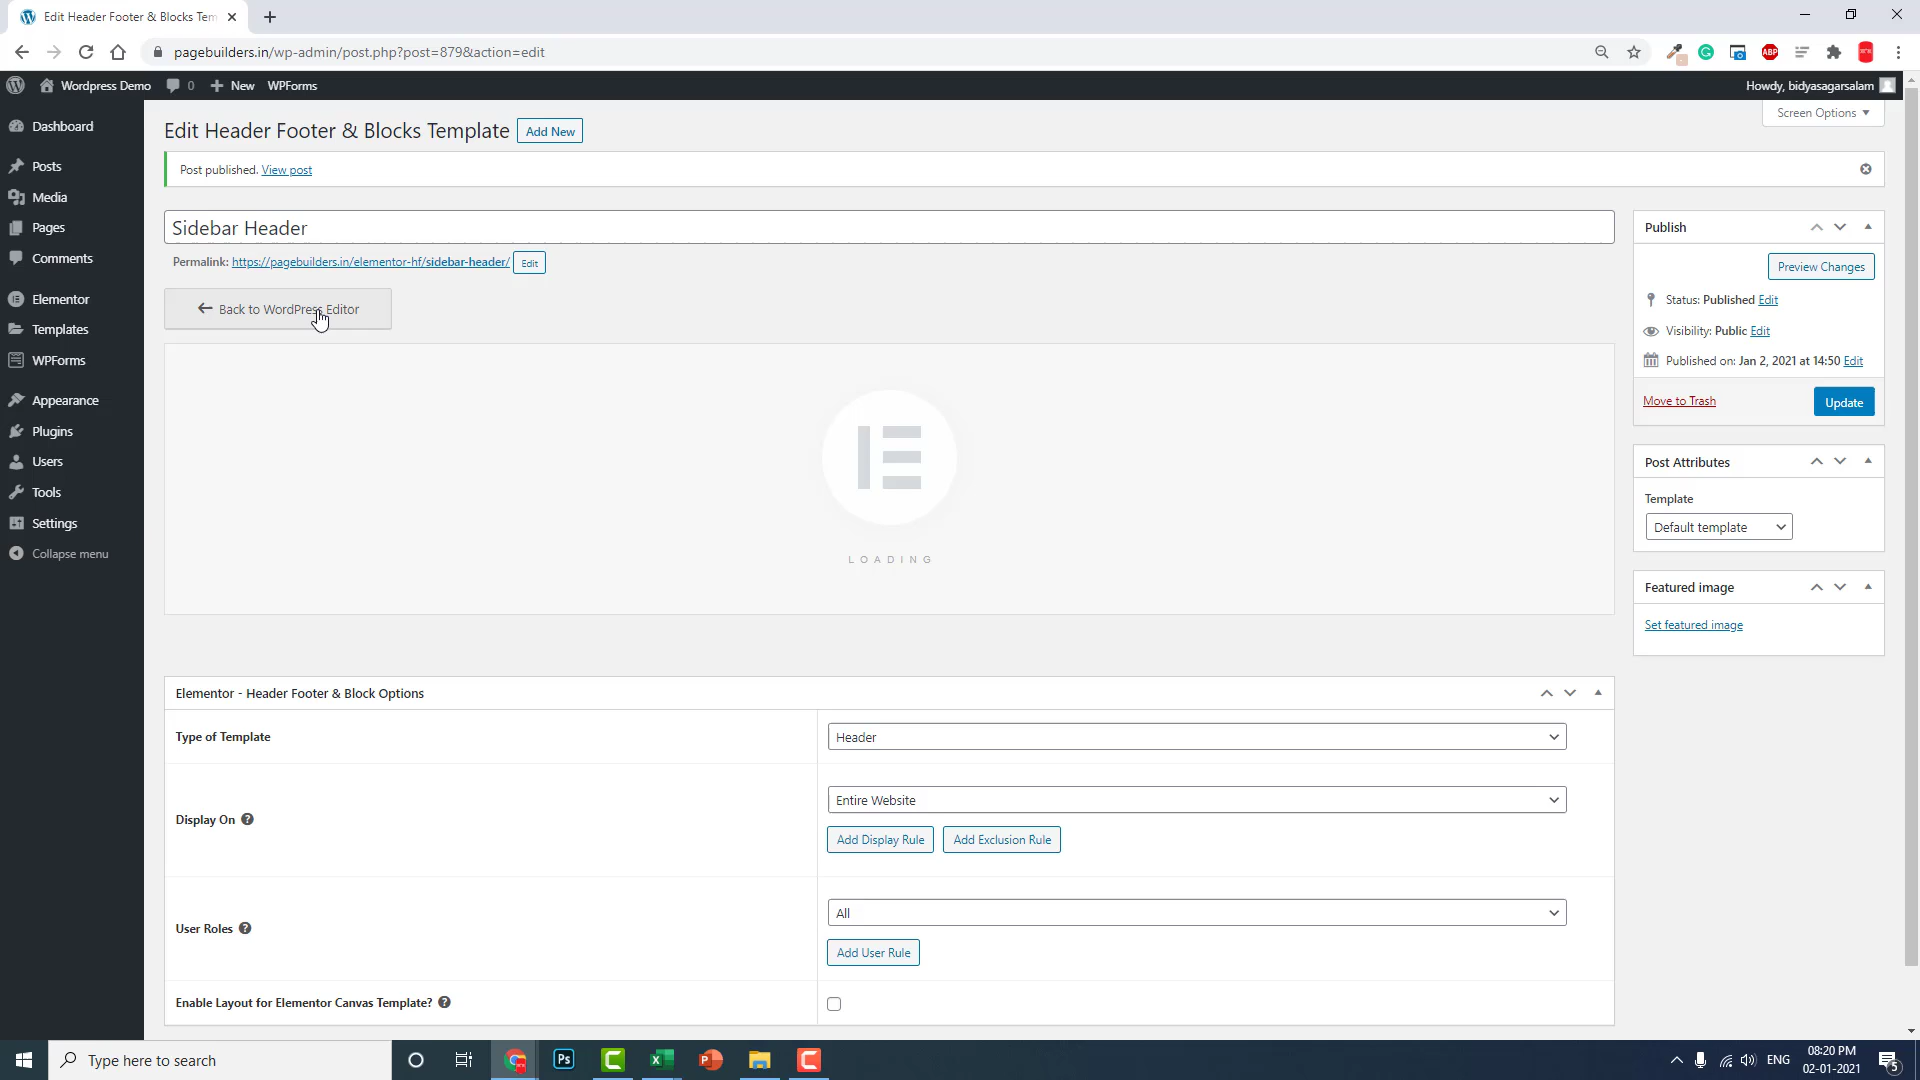 Edit Header Footer & Blocks Tem
pagebuilders.in/wp-admin/post.php?post=879&action=edit
ABP
Wordpress Demo
0
New
WPForms
Howdy, bidyasagarsalam
Dashboard
Posts
Media
Pages
Comments
Elementor
Templates
WPForms
Appearance
Plugins
Users
Tools
Settings
Collapse menu
Screen Options
Edit Header Footer & Blocks Template
Add New
Post published. View post
Sidebar Header
Permalink: https://pagebuilders.in/elementor-hf/sidebar-header/ Edit
Back to WordPress Editor
LOADING
Publish
Preview Changes
Status: Published Edit
Visibility: Public Edit
Published on: Jan 2, 2021 at 14:50 Edit
Move to Trash
Update
Post Attributes
Template
Default template
Featured image
Set featured image
Elementor - Header Footer & Block Options
Type of Template
Header
Display On
Entire Website
Add Display Rule
Add Exclusion Rule
User Roles
All
Add User Rule
Enable Layout for Elementor Canvas Template?
Type here to search
Ps
ENG
08:20 PM
02-01-2021
5